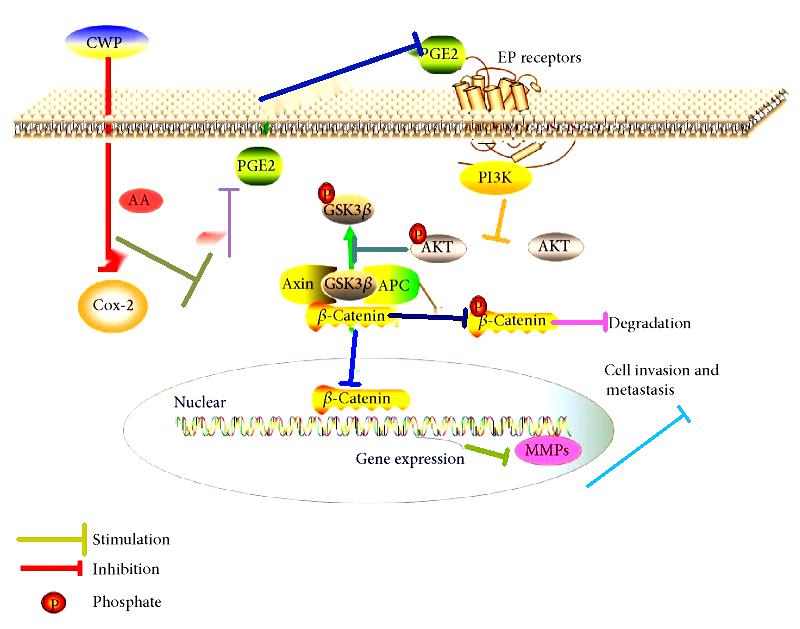 CWP
PGE2
EP receptors
PGE2
PI3K
AA
P
GSK3β
P
AKT
AKT
Cox-2
Axin
GSK3β
APC
β-Catenin
P
β-Catenin
Degradation
Cell invasion and
metastasis
Nuclear
β-Catenin
Gene expression
MMPs
Stimulation
Inhibition
P
Phosphate